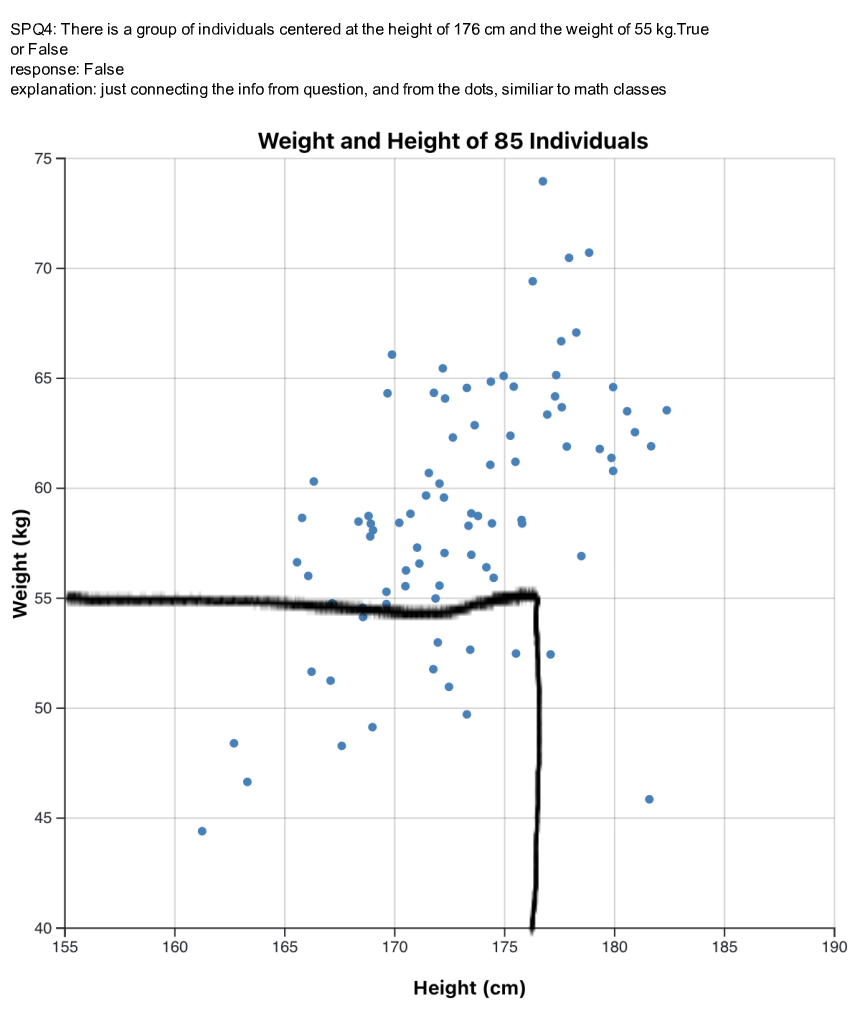 SPQ4: There is a group of individuals centered at the height of 176 cm and the weight of 55 kg.True
or False
response: False
explanation: just connecting the info from question, and from the dots, similiar to math classes
Weight and Height of 85 Individuals
75
70
65
60
55
50
45
40
Weight (kg)
155 160 165 170 175 180 185 190
Height (cm)